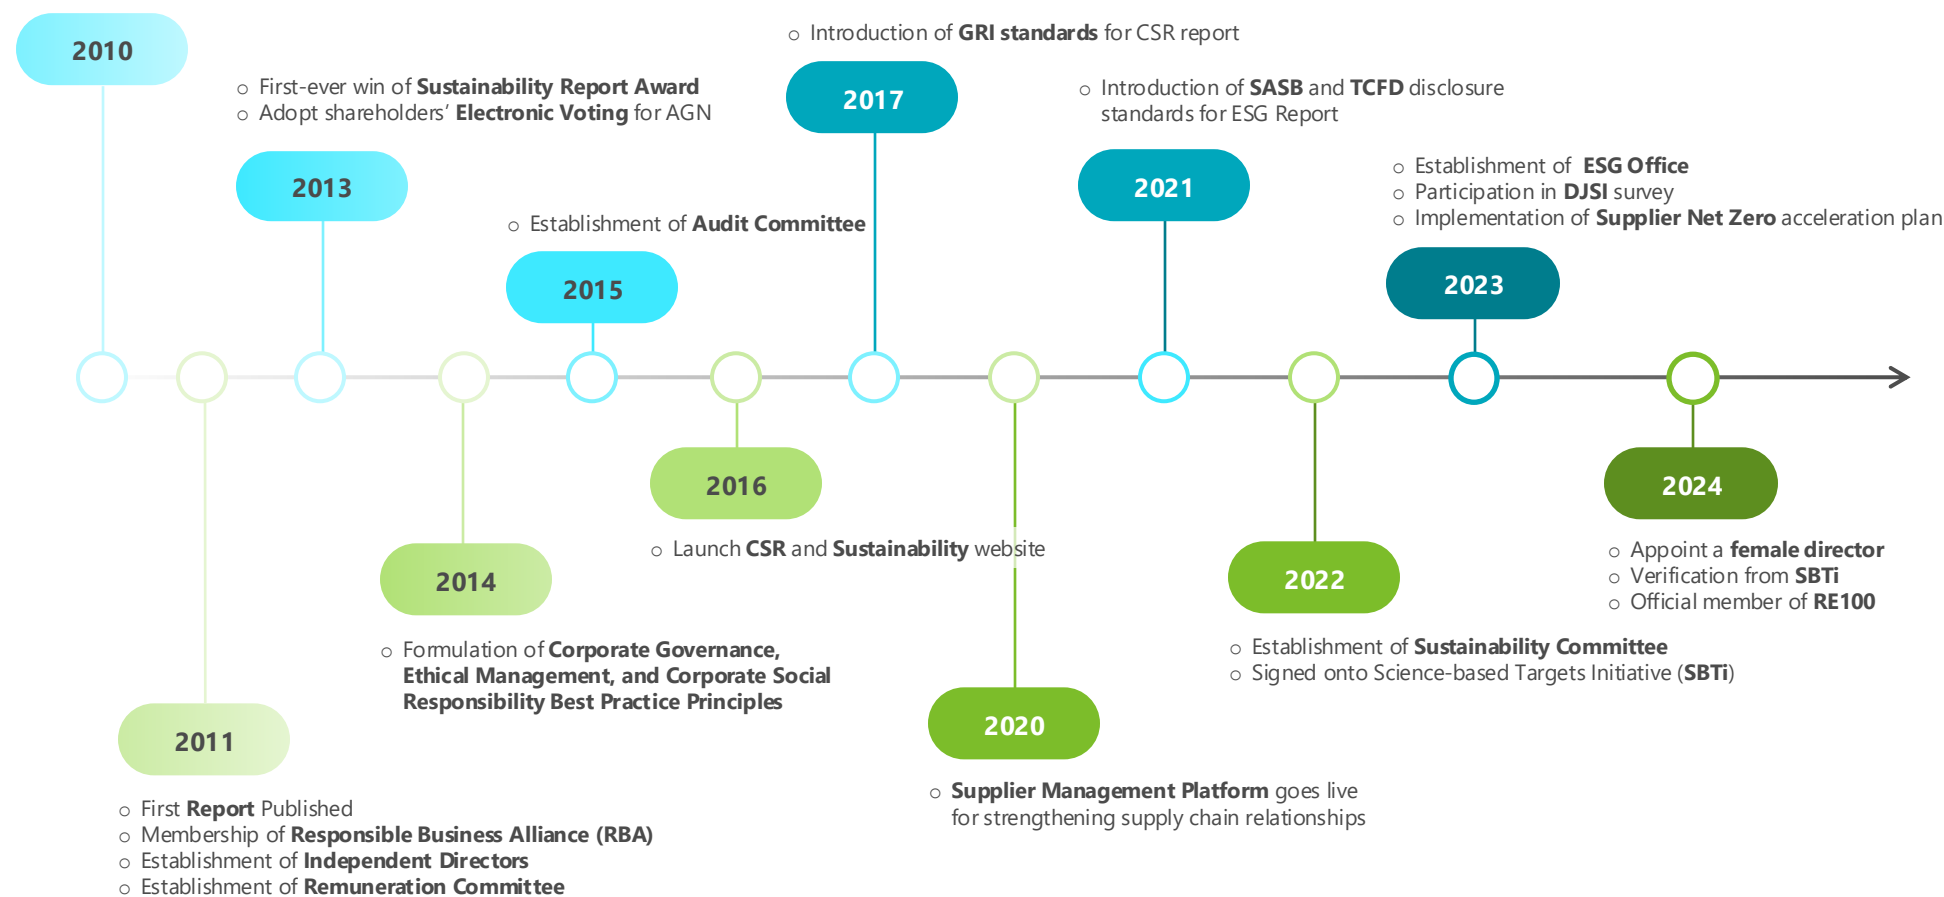 2010
2011
○ First Report Published
○ Membership of Responsible Business Alliance (RBA)
○ Establishment of Independent Directors
○ Establishment of Remuneration Committee
○ First-ever win of Sustainability Report Award
○ Adopt shareholders’ Electronic Voting for AGN
2013
2014
○ Formulation of Corporate Governance,
Ethical Management, and Corporate Social
Responsibility Best Practice Principles
○ Establishment of Audit Committee
2015
2016
○ Launch CSR and Sustainability website
○ Introduction of GRI standards for CSR report
2017
2020
○ Supplier Management Platform goes live
for strengthening supply chain relationships
○ Introduction of SASB and TCFD disclosure
standards for ESG Report
2021
2022
○ Establishment of Sustainability Committee
○ Signed onto Science-based Targets Initiative (SBTi)
○ Establishment of ESG Office
○ Participation in DJSI survey
○ Implementation of Supplier Net Zero acceleration plan
2023
2024
○ Appoint a female director
○ Verification from SBTi
○ Official member of RE100